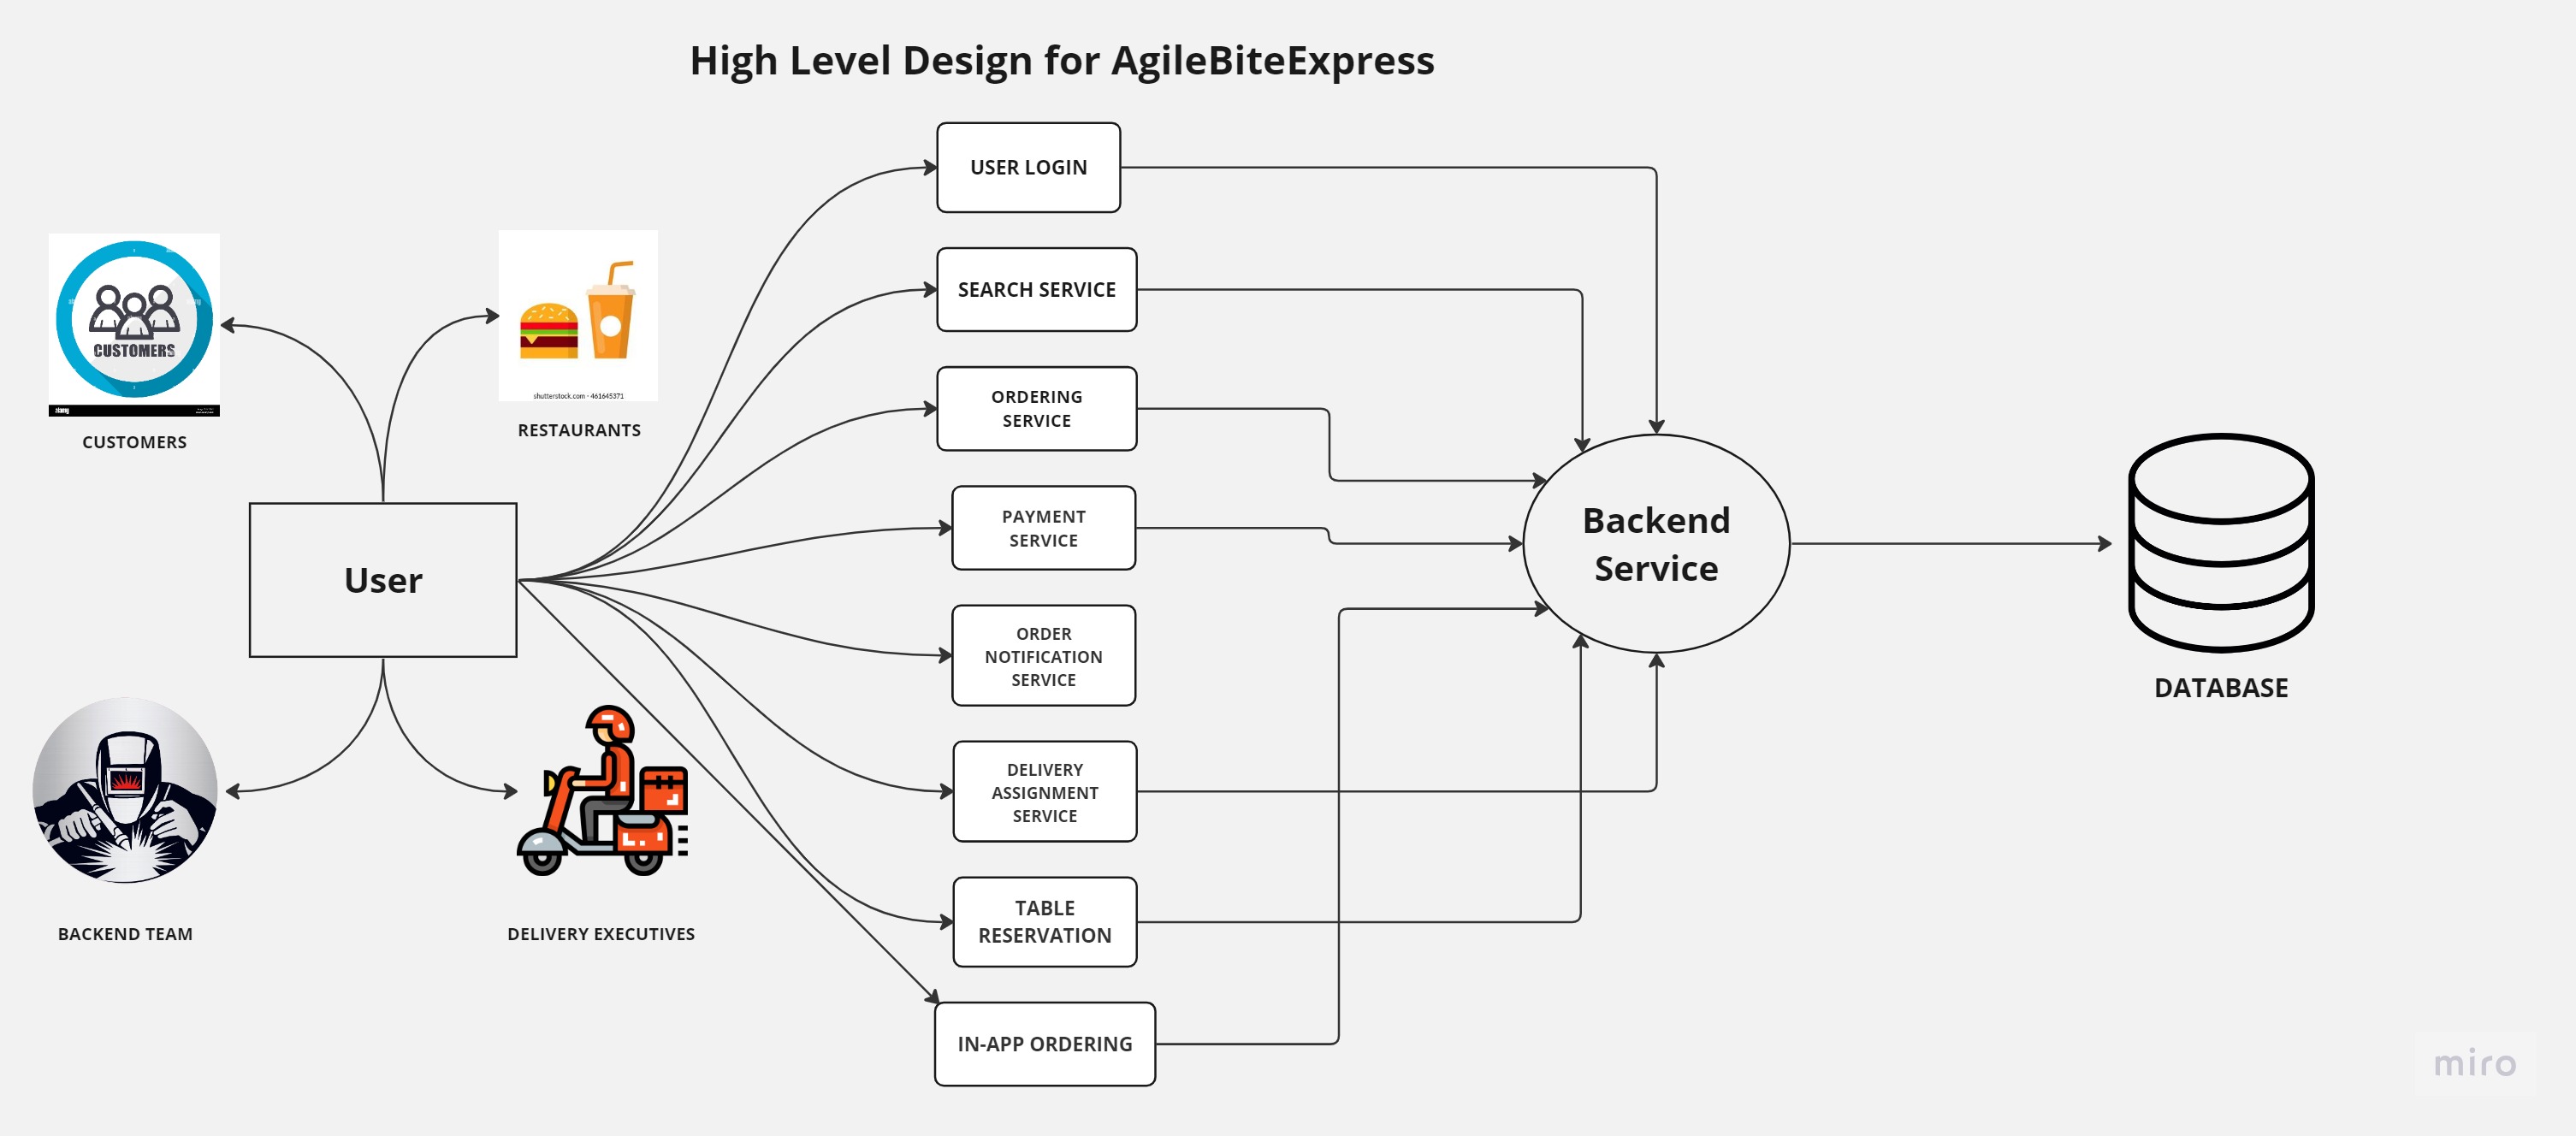 High Level Design for AgileBiteExpress
CUSTOMERS
CUSTOMERS
shutterstock.com · 461645371
RESTAURANTS
User
BACKEND TEAM
DELIVERY EXECUTIVES
USER LOGIN
SEARCH SERVICE
ORDERING
SERVICE
PAYMENT
SERVICE
ORDER
NOTIFICATION
SERVICE
DELIVERY
ASSIGNMENT
SERVICE
TABLE
RESERVATION
IN-APP ORDERING
Backend
Service
DATABASE
miro